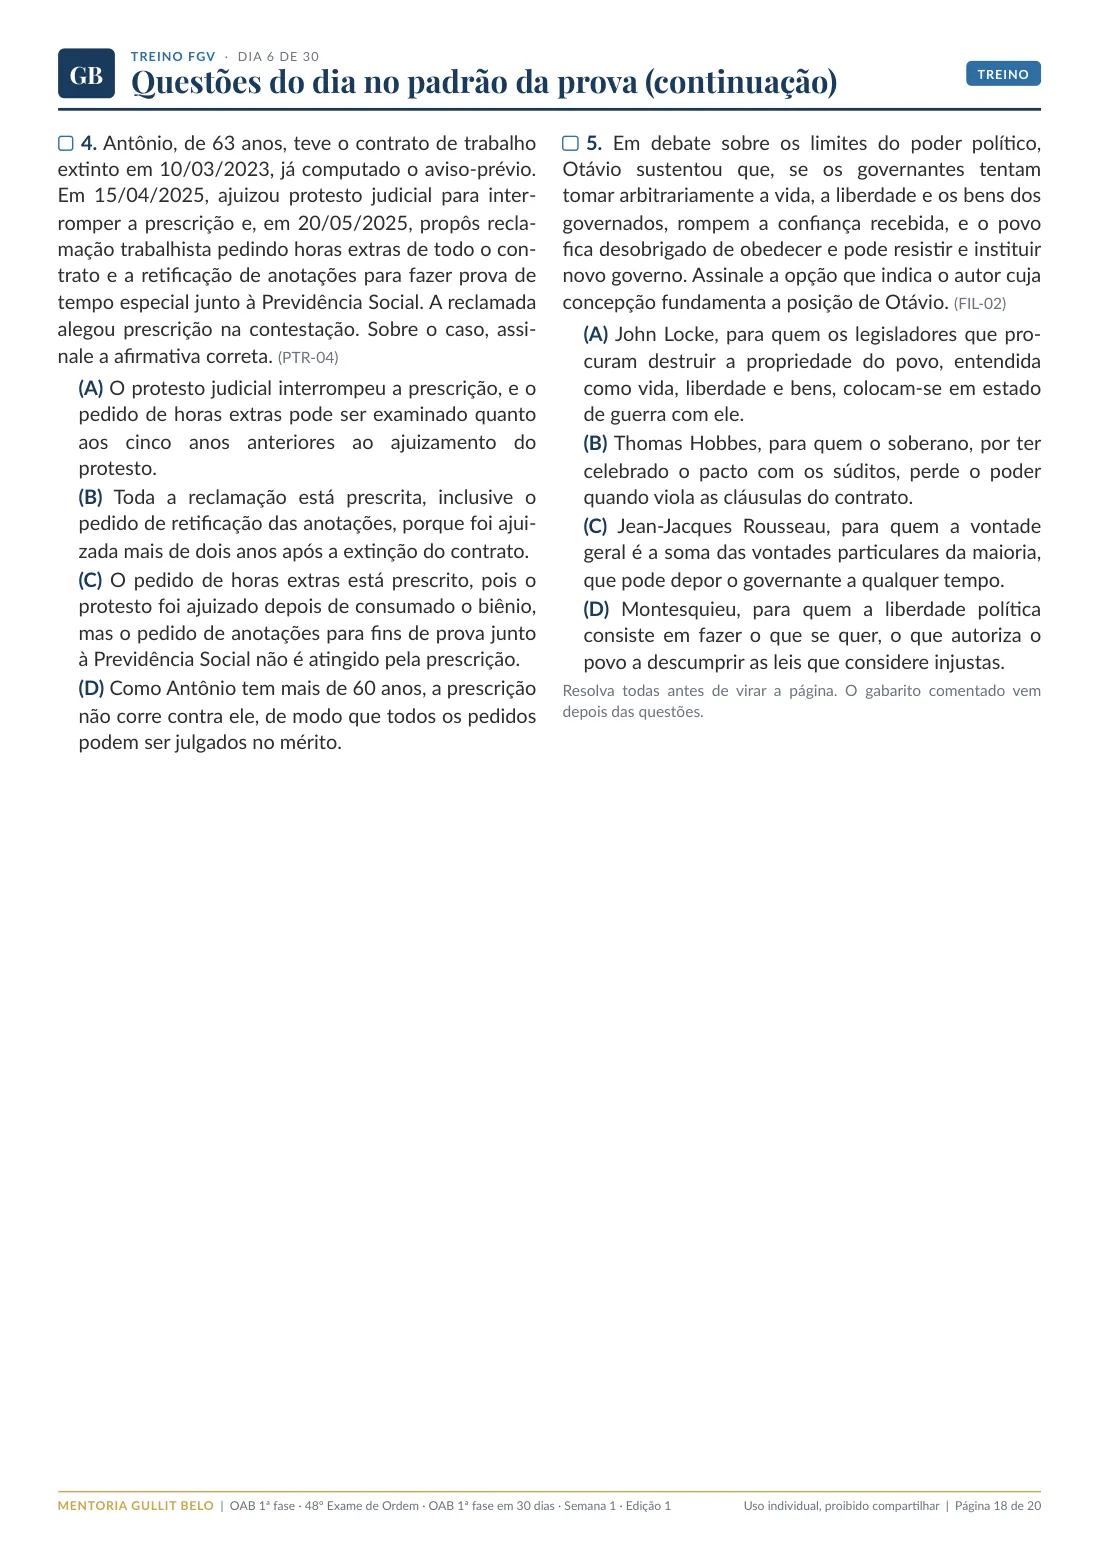 GB
TREINO FGV · DIA 6 DE 30
Questões do dia no padrão da prova (continuação)
TREINO
4. Antônio, de 63 anos, teve o contrato de trabalho
extinto em 10/03/2023, já computado o aviso-prévio.
Em 15/04/2025, ajuizou protesto judicial para inter-
romper a prescrição e, em 20/05/2025, propôs recla-
mação trabalhista pedindo horas extras de todo o con-
trato e a retificação de anotações para fazer prova de
tempo especial junto à Previdência Social. A reclamada
alegou prescrição na contestação. Sobre o caso, assi-
nale a afirmativa correta. (PTR-04)
(A) O protesto judicial interrompeu a prescrição, e o
pedido de horas extras pode ser examinado quanto
aos cinco anos anteriores ao ajuizamento do
protesto.
(B) Toda a reclamação está prescrita, inclusive o
pedido de retificação das anotações, porque foi ajui-
zada mais de dois anos após a extinção do contrato.
(C) O pedido de horas extras está prescrito, pois o
protesto foi ajuizado depois de consumado o biênio,
mas o pedido de anotações para fins de prova junto
à Previdência Social não é atingido pela prescrição.
(D) Como Antônio tem mais de 60 anos, a prescrição
não corre contra ele, de modo que todos os pedidos
podem ser julgados no mérito.
5. Em debate sobre os limites do poder político,
Otávio sustentou que, se os governantes tentam
tomar arbitrariamente a vida, a liberdade e os bens dos
governados, rompem a confiança recebida, e o povo
fica desobrigado de obedecer e pode resistir e instituir
novo governo. Assinale a opção que indica o autor cuja
concepção fundamenta a posição de Otávio. (FIL-02)
(A) John Locke, para quem os legisladores que pro-
curam destruir a propriedade do povo, entendida
como vida, liberdade e bens, colocam-se em estado
de guerra com ele.
(B) Thomas Hobbes, para quem o soberano, por ter
celebrado o pacto com os súditos, perde o poder
quando viola as cláusulas do contrato.
(C) Jean-Jacques Rousseau, para quem a vontade
geral é a soma das vontades particulares da maioria,
que pode depor o governante a qualquer tempo.
(D) Montesquieu, para quem a liberdade política
consiste em fazer o que se quer, o que autoriza o
povo a descumprir as leis que considere injustas.
Resolva todas antes de virar a página. O gabarito comentado vem
depois das questões.
MENTORIA GULLIT BELO | OAB 1ª fase · 48º Exame de Ordem · OAB 1ª fase em 30 dias · Semana 1 · Edição 1
Uso individual, proibido compartilhar | Página 18 de 20